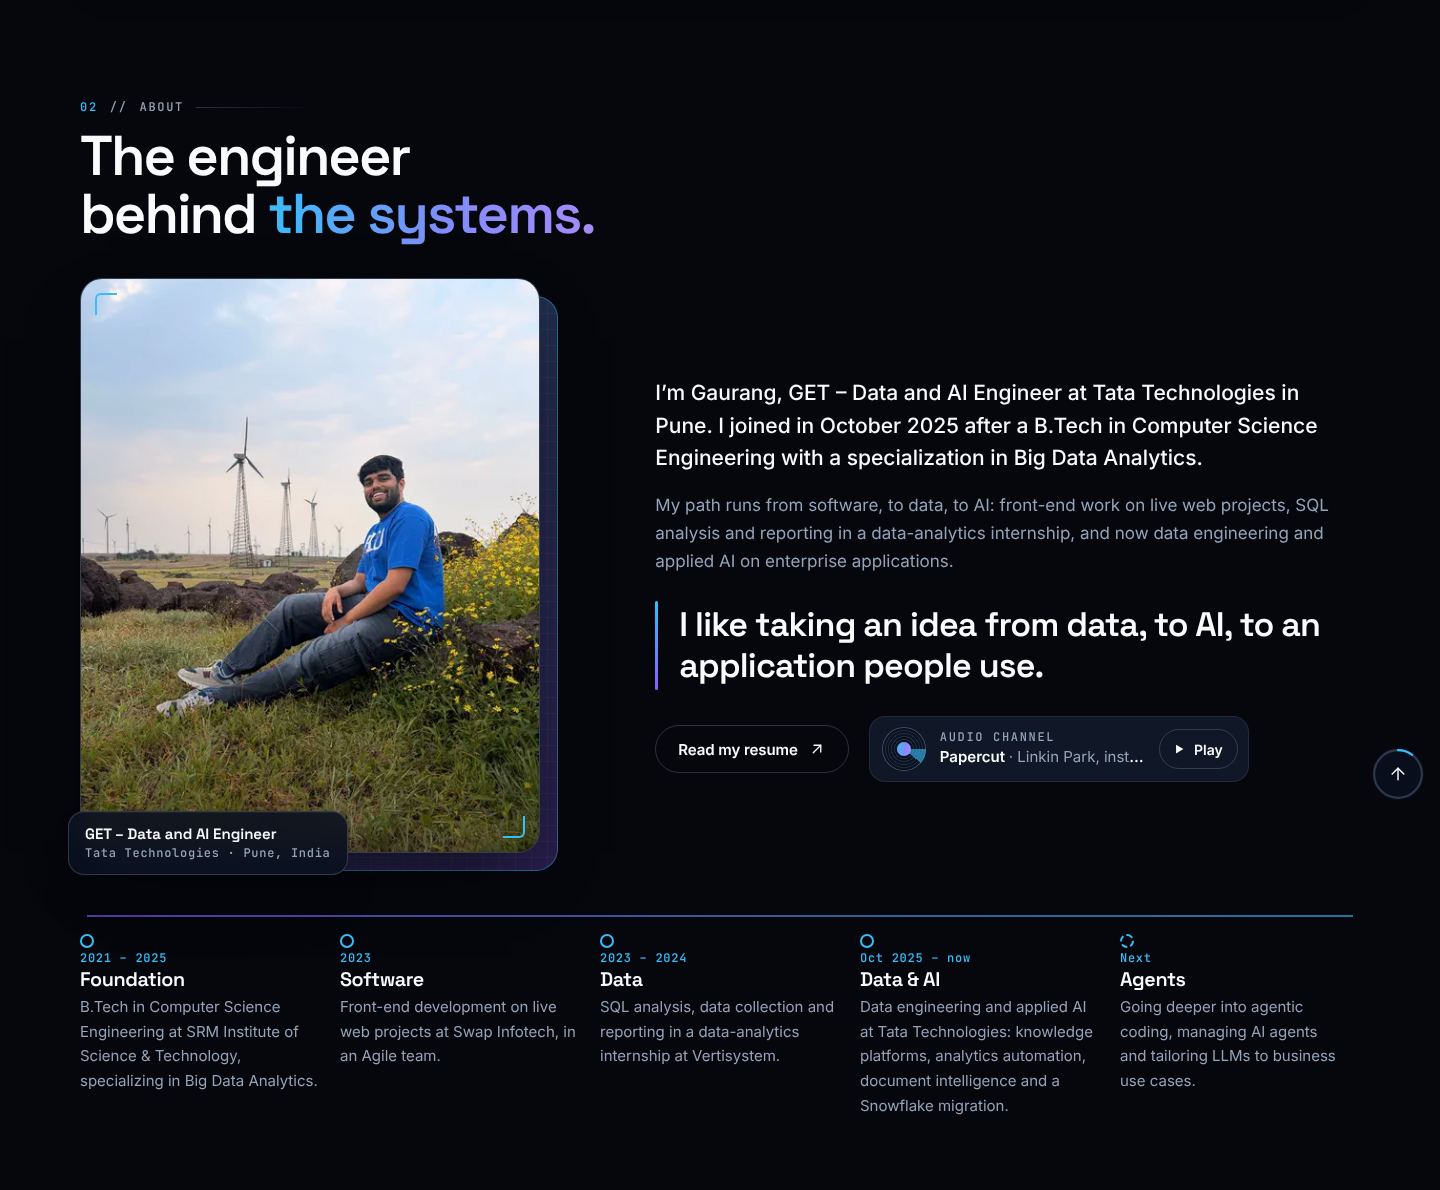 02 // ABOUT
The engineer
behind the systems.
I’m Gaurang, GET – Data and AI Engineer at Tata Technologies in
Pune. I joined in October 2025 after a B.Tech in Computer Science
Engineering with a specialization in Big Data Analytics.
My path runs from software, to data, to AI: front-end work on live web projects, SQL
analysis and reporting in a data-analytics internship, and now data engineering and
applied AI on enterprise applications.
I like taking an idea from data, to AI, to an
application people use.
Read my resume
AUDIO CHANNEL
Papercut · Linkin Park, inst...
Play
GET – Data and AI Engineer
Tata Technologies · Pune, India
2021 – 2025
Foundation
B.Tech in Computer Science
Engineering at SRM Institute of
Science & Technology,
specializing in Big Data Analytics.
2023
Software
Front-end development on live
web projects at Swap Infotech, in
an Agile team.
2023 – 2024
Data
SQL analysis, data collection and
reporting in a data-analytics
internship at Vertisystem.
Oct 2025 – now
Data & AI
Data engineering and applied AI
at Tata Technologies: knowledge
platforms, analytics automation,
document intelligence and a
Snowflake migration.
Next
Agents
Going deeper into agentic
coding, managing AI agents
and tailoring LLMs to business
use cases.